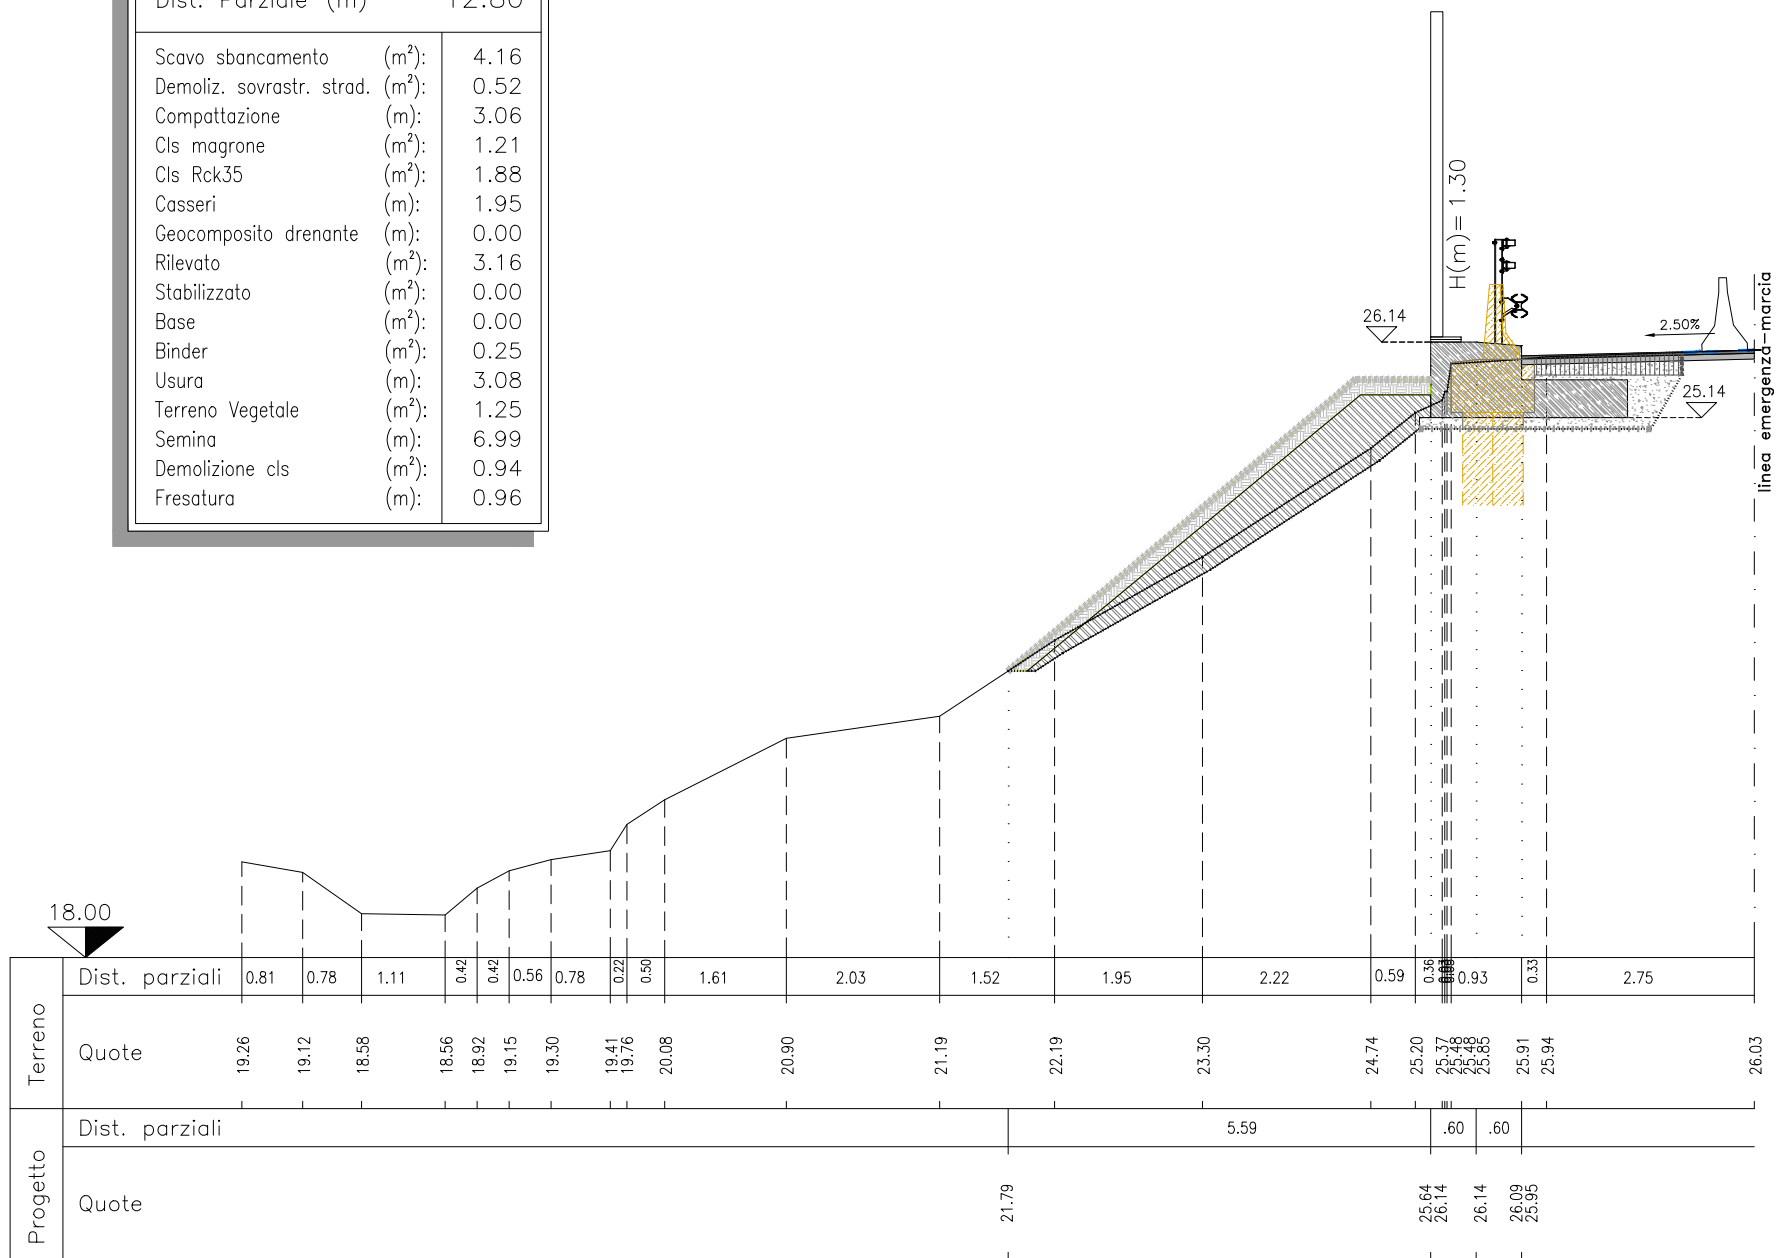 Dist. Parziale (m) 12.80
Scavo sbancamento (m²): 4.16
Demoliz. sovrastr. strad. (m²): 0.52
Compattazione (m): 3.06
Cls magrone (m²): 1.21
Cls Rck35 (m²): 1.88
Casseri (m): 1.95
Geocomposito drenante (m): 0.00
Rilevato (m²): 3.16
Stabilizzato (m²): 0.00
Base (m²): 0.00
Binder (m²): 0.25
Usura (m): 3.08
Terreno Vegetale (m²): 1.25
Semina (m): 6.99
Demolizione cls (m²): 0.94
Fresatura (m): 0.96
H(m)= 1.30
26.14
2.50%
25.14
linea emergenza-marcia
18.00
Terreno
Dist. parziali 0.81 0.78 1.11 0.42 0.42 0.56 0.78 0.22 0.50 1.61 2.03 1.52 1.95 2.22 0.59 0.36 0.93 0.33 2.75
Quote 19.26 19.12 18.58 18.56 18.92 19.15 19.30 19.41 19.76 20.08 20.90 21.19 22.19 23.30 24.74 25.20 25.37 25.48 25.48 25.85 25.91 25.94 26.03
Progetto
Dist. parziali 5.59 .60 .60
Quote 21.79 25.64 26.14 26.14 26.09 25.95